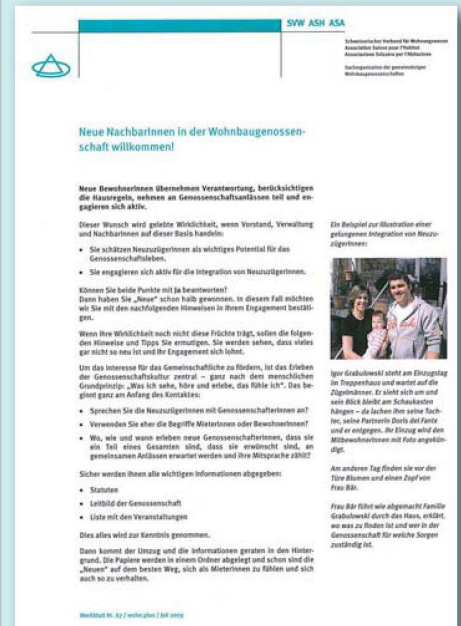 SVW ASH ASA
Schweizerischer Verband für Wohnungswesen
Association Suisse pour l'Habitat
Associazione Svizzera per l'Abitazione
Dachorganisation der gemeinnützigen
Wohnbaugenossenschaften
Neue NachbarInnen in der Wohnbaugenossen-
schaft willkommen!
Neue BewohnerInnen übernehmen Verantwortung, berücksichtigen
die Hausregeln, nehmen an Genossenschaftsanlässen teil und en-
gagieren sich aktiv.
Dieser Wunsch wird gelebte Wirklichkeit, wenn Vorstand, Verwaltung
und NachbarInnen auf dieser Basis handeln:
• Sie schätzen NeuzuzügerInnen als wichtiges Potential für das
Genossenschaftsleben.
• Sie engagieren sich aktiv für die Integration von NeuzuzügerInnen.
Können Sie beide Punkte mit Ja beantworten?
Dann haben Sie „Neue" schon halb gewonnen. In diesem Fall möchten
wir Sie mit den nachfolgenden Hinweisen in Ihrem Engagement bestäti-
gen.
Wenn Ihre Wirklichkeit noch nicht diese Früchte trägt, sollen die folgen-
den Hinweise und Tipps Sie ermutigen. Sie werden sehen, dass vieles
gar nicht so neu ist und Ihr Engagement sich lohnt.
Um das Interesse für das Gemeinschaftliche zu fördern, ist das Erleben
der Genossenschaftskultur zentral – ganz nach dem menschlichen
Grundprinzip: „Was ich sehe, höre und erlebe, das fühle ich". Das be-
ginnt ganz am Anfang des Kontaktes:
• Sprechen Sie die NeuzuzügerInnen mit GenossenschafterInnen an?
• Verwenden Sie eher die Begriffe MieterInnen oder BewohnerInnen?
• Wo, wie und wann erleben neue GenossenschafterInnen, dass sie
ein Teil eines Gesamten sind, dass sie erwünscht sind, an
gemeinsamen Anlässen erwartet werden und ihre Mitsprache zählt?
Sicher werden Ihnen alle wichtigen Informationen abgegeben:
• Statuten
• Leitbild der Genossenschaft
• Liste mit den Veranstaltungen
Dies alles wird zur Kenntnis genommen.
Dann kommt der Umzug und die Informationen geraten in den Hinter-
grund. Die Papiere werden in einem Ordner abgelegt und schon sind die
„Neuen" auf dem besten Weg, sich als MieterInnen zu fühlen und sich
auch so zu verhalten.
Ein Beispiel zur Illustration einer
gelungenen Integration von Neuzu-
zügerInnen:
Igor Grabulowski steht am Einzugstag
im Treppenhaus und wartet auf die
Zügelmänner. Er sieht sich um und
sein Blick bleibt am Schaukasten
hängen – da lachen ihm seine Toch-
ter, seine Partnerin Doris del Fante
und er entgegen. Ihr Einzug wird den
MitbewohnerInnen mit Foto angekün-
digt.
Am anderen Tag finden sie vor der
Türe Blumen und einen Zopf von
Frau Bär.
Frau Bär führt wie abgemacht Familie
Grabulowski durch das Haus, erklärt,
wo was zu finden ist und wer in der
Genossenschaft für welche Sorgen
zuständig ist.
Merkblatt Nr. 67 / wohn:plus / Juli 2009